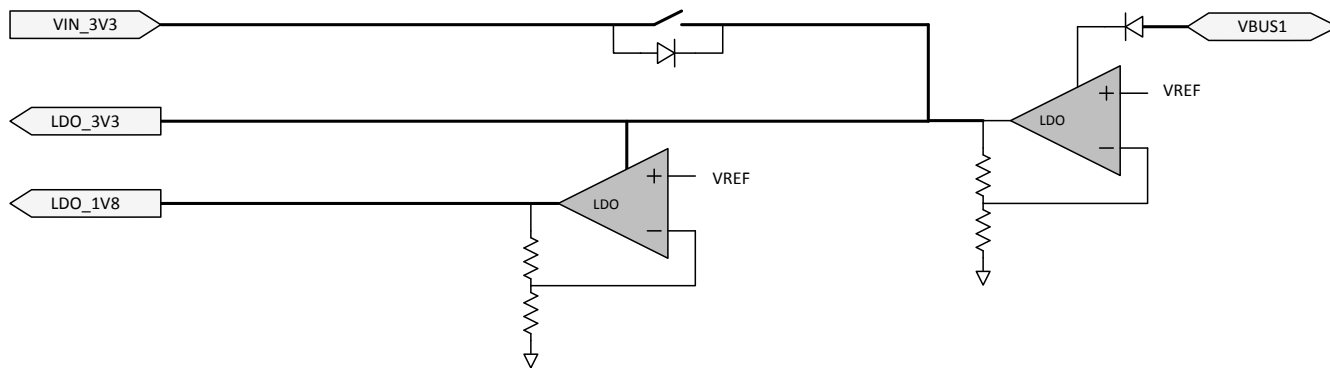 VIN_3V3
VBUS1
+
VREF
LDO
LDO_3V3
−
+
VREF
LDO_1V8
LDO
−